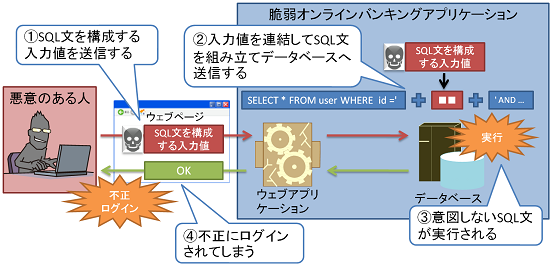 脆弱オンラインバンキングアプリケーション
①SQL文を構成する
入力値を送信する
②入力値を連結してSQL文
を組み立てデータベースへ
送信する
SQL文を構成
する入力値
悪意のある人
ウェブページ
SQL文を構成
する入力値
SELECT * FROM user WHERE id ='
+
■■
+
' AND ...
OK
実行
不正
ログイン
ウェブアプリ
ケーション
データベース
③意図しないSQL文
が実行される
④不正にログイン
されてしまう